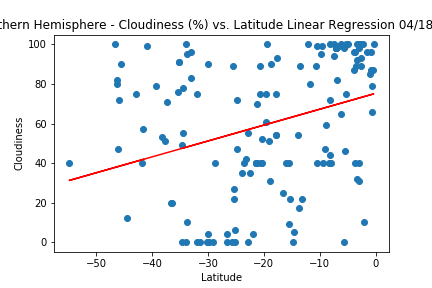 thern Hemisphere - Cloudiness (%) vs. Latitude Linear Regression 04/18
100
80
60
40
20
0
Cloudiness
−50 −40 −30 −20 −10 0
Latitude